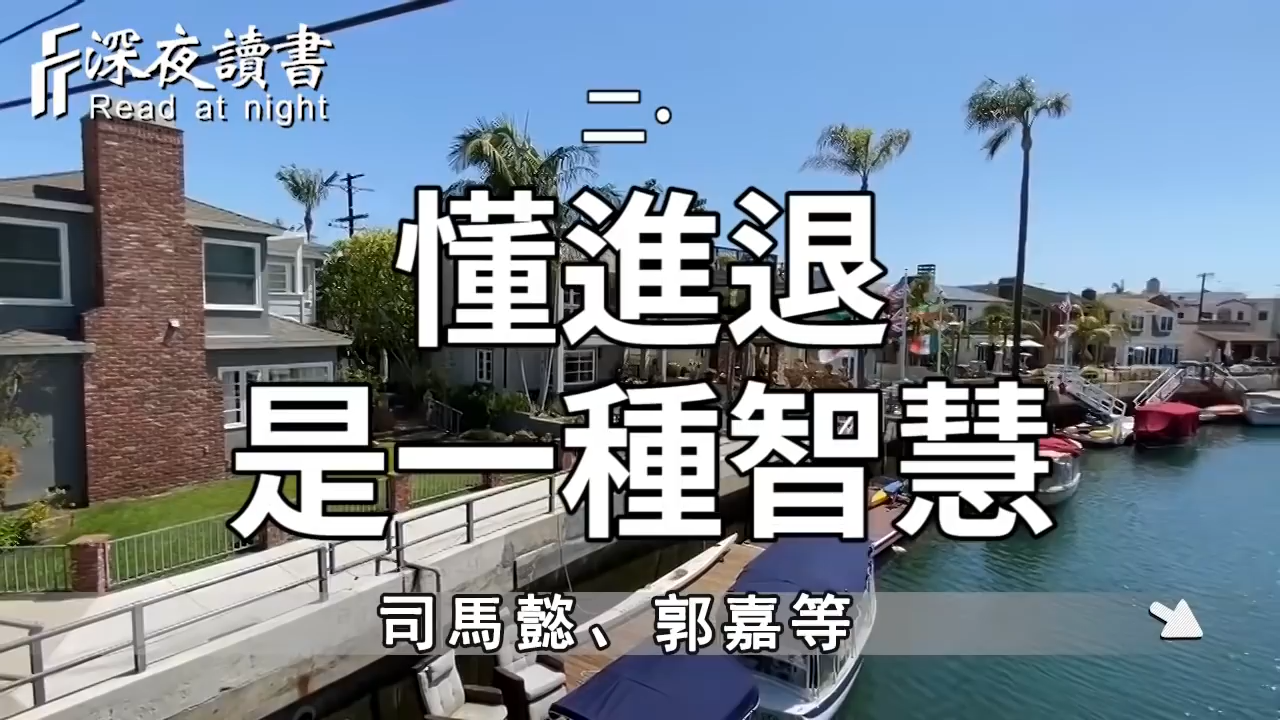 深夜讀書
Read at night
二.
懂進退
是一種智慧
司馬懿、郭嘉等